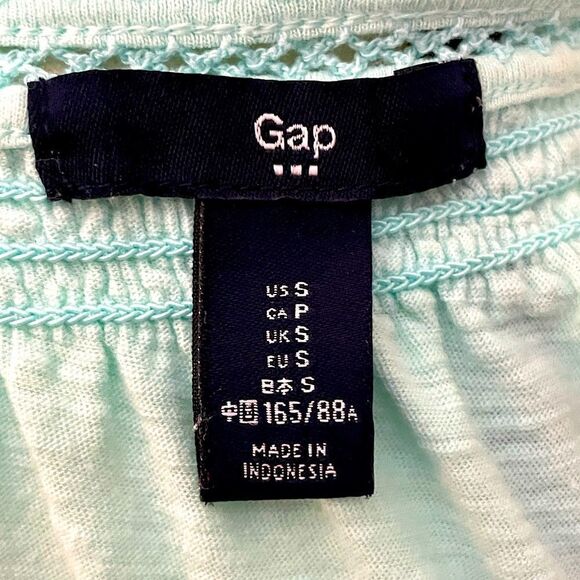 Gap
US S
CA P
UK S
EU S
日本 S
中国 165/88A
MADE IN
INDONESIA